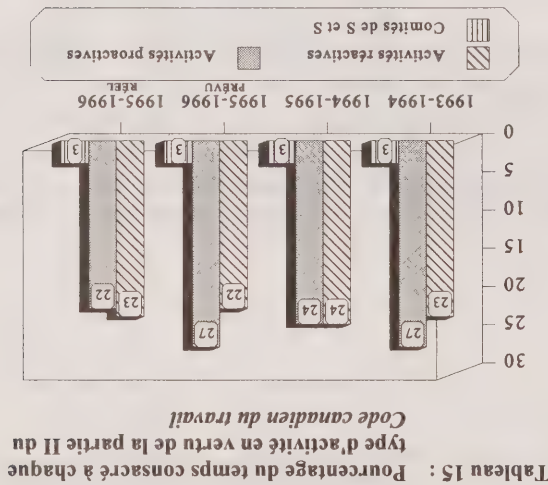 Tableau 15 : Pourcentage du temps consacré à chaque
type d'activité en vertu de la partie II du
Code canadien du travail
30
25
20
15
10
5
0
23 27 3
24 24 3
22 27 3
23 22 3
1993-1994 1994-1995 1995-1996 1995-1996
PRÉVU RÉEL
Activités réactives Activités proactives
Comités de S et S